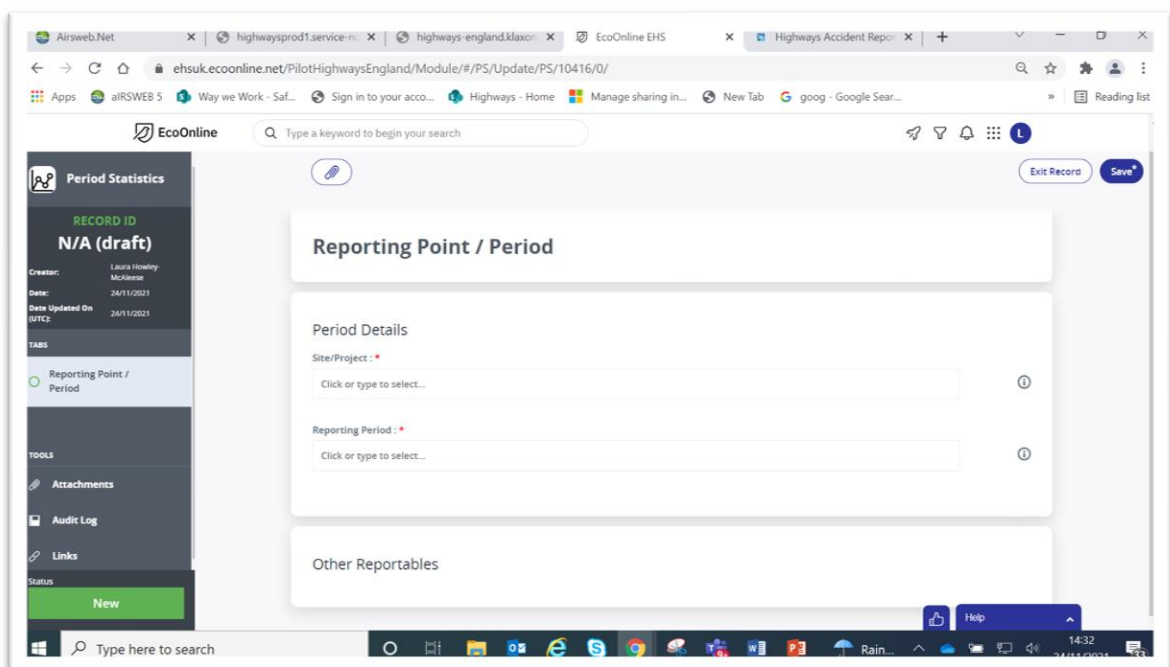 Airsweb.Net
highwaysprod1.service-no
highways-england.klaxon.
EcoOnline EHS
Highways Accident Repor
ehsuk.ecoonline.net/PilotHighwaysEngland/Module/#/PS/Update/PS/10416/0/
Apps
aIRSWEB 5
Way we Work - Saf...
Sign in to your acco...
Highways - Home
Manage sharing in...
New Tab
goog - Google Sear...
»
Reading list
EcoOnline
Type a keyword to begin your search
L
Period Statistics
Exit Record
Save*
RECORD ID
N/A (draft)
Creator: Laura Howley-
McAleese
Date: 24/11/2021
Date Updated On
(UTC): 24/11/2021
TABS
Reporting Point /
Period
TOOLS
Attachments
Audit Log
Links
Status
New
Reporting Point / Period
Period Details
Site/Project : *
Click or type to select...
Reporting Period : *
Click or type to select...
Other Reportables
Help
Type here to search
Rain...
14:32
24/11/2021
33